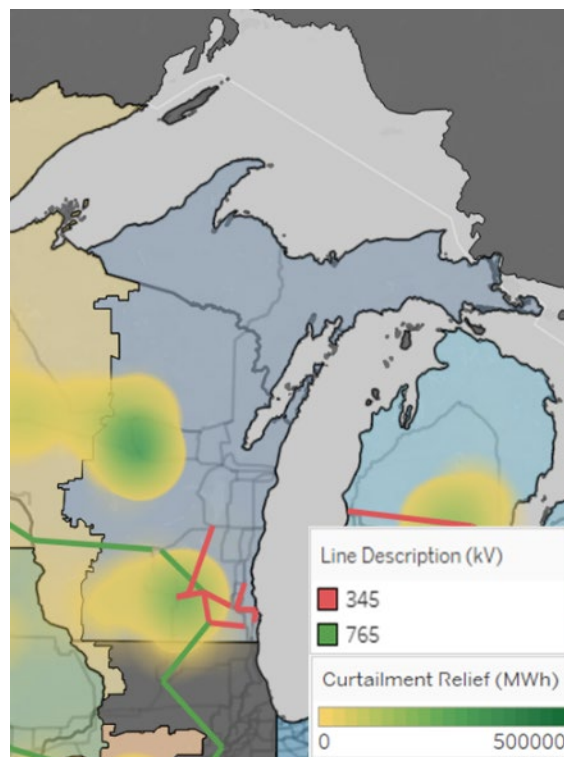 Line Description (kV)
345
765
Curtailment Relief (MWh)
0 500000